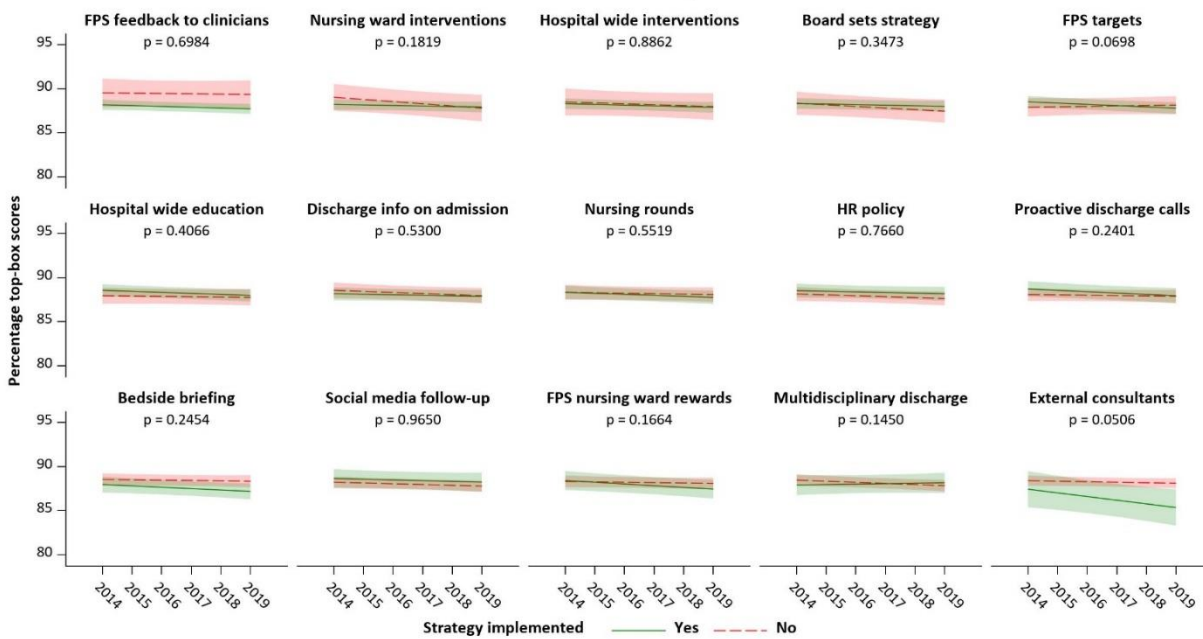 FPS feedback to clinicians Nursing ward interventions Hospital wide interventions Board sets strategy FPS targets
p = 0.6984 p = 0.1819 p = 0.8862 p = 0.3473 p = 0.0698
95
90
85
80
Percentage top-box scores
Hospital wide education Discharge info on admission Nursing rounds HR policy Proactive discharge calls
p = 0.4066 p = 0.5300 p = 0.5519 p = 0.7660 p = 0.2401
95
90
85
80
Bedside briefing Social media follow-up FPS nursing ward rewards Multidisciplinary discharge External consultants
p = 0.2454 p = 0.9650 p = 0.1664 p = 0.1450 p = 0.0506
95
90
85
80
2014 2015 2016 2017 2018 2019 2014 2015 2016 2017 2018 2019 2014 2015 2016 2017 2018 2019 2014 2015 2016 2017 2018 2019 2014 2015 2016 2017 2018 2019
Strategy implemented Yes No